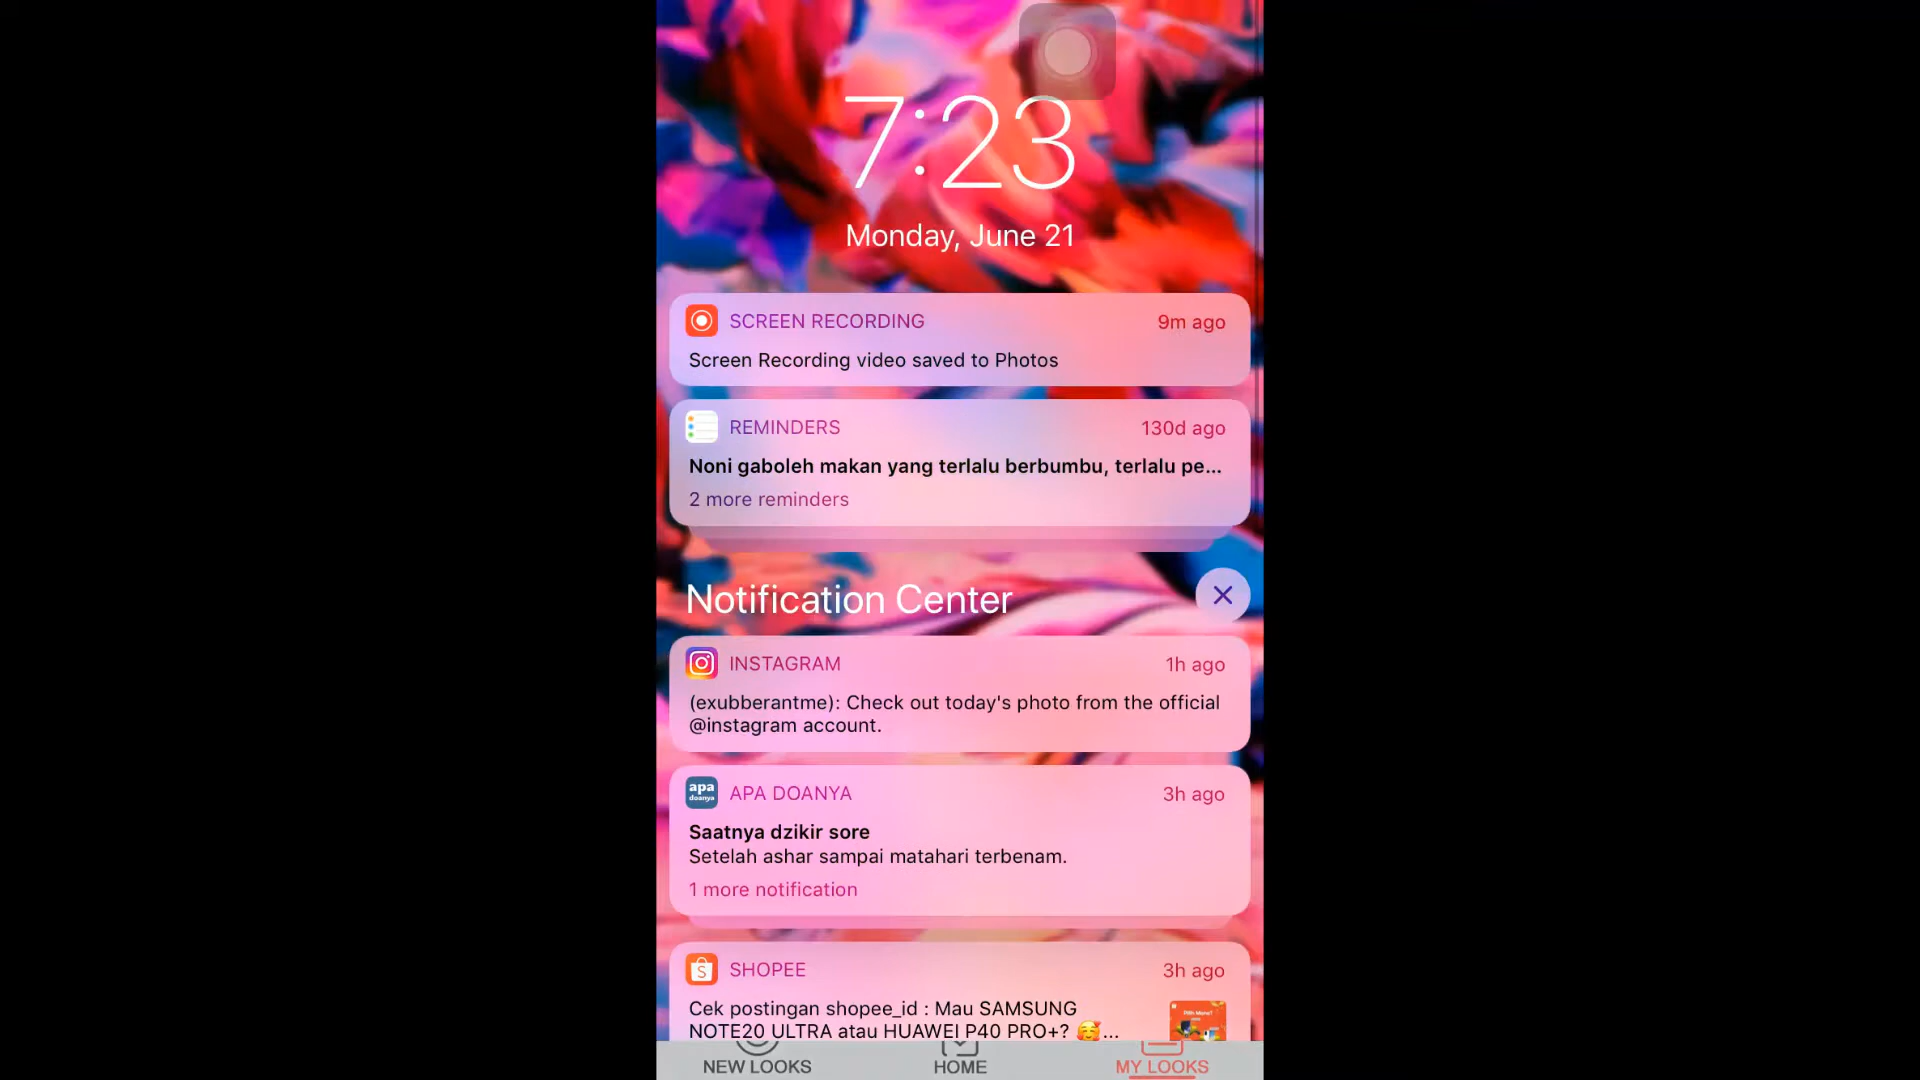 7:23
Monday, June 21
SCREEN RECORDING
9m ago
Screen Recording video saved to Photos
REMINDERS
130d ago
Noni gaboleh makan yang terlalu berbumbu, terlalu pe...
2 more reminders
Notification Center
INSTAGRAM
1h ago
(exubberantme): Check out today's photo from the official
@instagram account.
apa
doanya
APA DOANYA
3h ago
Saatnya dzikir sore
Setelah ashar sampai matahari terbenam.
1 more notification
SHOPEE
3h ago
Cek postingan shopee_id : Mau SAMSUNG
NOTE20 ULTRA atau HUAWEI P40 PRO+? 🥰...
NEW LOOKS
HOME
MY LOOKS